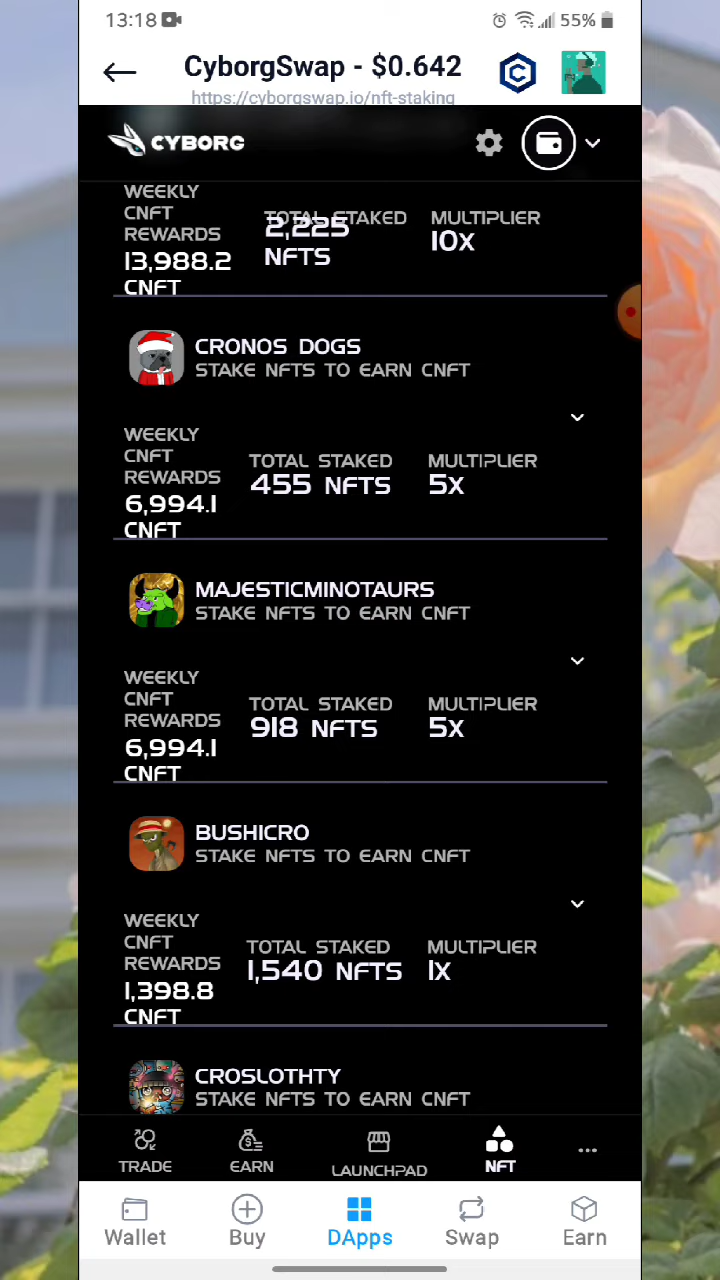 13:18
55%
CyborgSwap - $0.642
https://cyborgswap.io/nft-staking
CYBORG
WEEKLY
CNFT
REWARDS
13,988.2
CNFT
TOTAL STAKED
2,225
NFTS
MULTIPLIER
10X
CRONOS DOGS
STAKE NFTS TO EARN CNFT
WEEKLY
CNFT
REWARDS
6,994.1
CNFT
TOTAL STAKED
455 NFTS
MULTIPLIER
5X
MAJESTICMINOTAURS
STAKE NFTS TO EARN CNFT
WEEKLY
CNFT
REWARDS
6,994.1
CNFT
TOTAL STAKED
918 NFTS
MULTIPLIER
5X
BUSHICRO
STAKE NFTS TO EARN CNFT
WEEKLY
CNFT
REWARDS
1,398.8
CNFT
TOTAL STAKED
1,540 NFTS
MULTIPLIER
1X
CROSLOTHTY
STAKE NFTS TO EARN CNFT
TRADE
EARN
LAUNCHPAD
NFT
Wallet
Buy
DApps
Swap
Earn